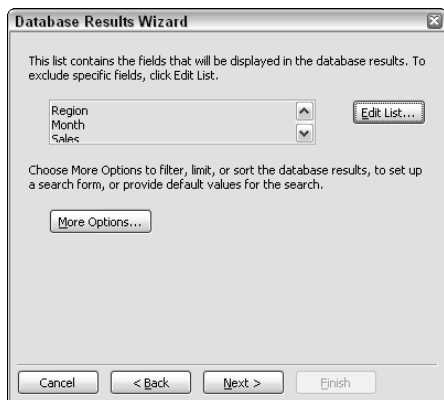 Database Results Wizard
This list contains the fields that will be displayed in the database results. To
exclude specific fields, click Edit List.
Region
Month
Sales
Edit List...
Choose More Options to filter, limit, or sort the database results, to set up
a search form, or provide default values for the search.
More Options...
Cancel
< Back
Next >
Finish